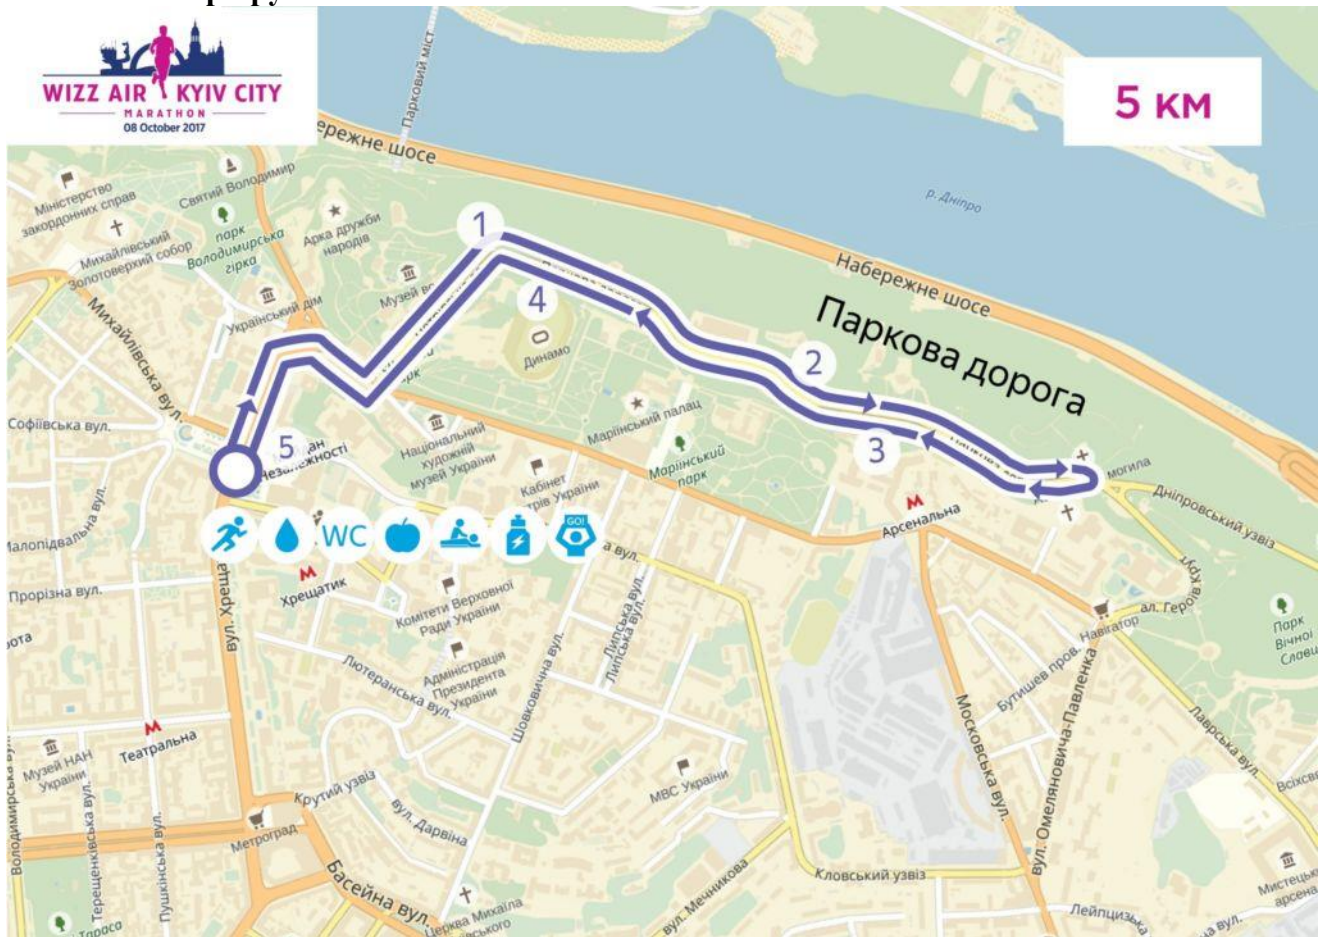 WIZZ AIR KYIV CITY
MARATHON
08 October 2017
5 км
Парковий міст
Набережне шосе
р. Дніпро
Міністерство
закордонних справ
Святий Володимир
Михайлівський
Золотоверхий собор
парк
Володимирська
гірка
Арка дружби
народів
Український дім
Михайлівська вул.
1
4
Динамо
2
Паркова дорога
3
5
Незалежності
Софіївська вул.
Національний
художній
музей України
Маріїнський палац
Маріїнський
парк
Кабінет
Арсенальна
могила
Дніпровський узвіз
WC
GO!
Малопідвальна вул.
Прорізна вул.
Хрещатик
Комітети Верховної
Ради України
Липська вул.
Липська вул.
ал. Героїв Крут
Навігатор
Парк
Вічної
Слави
Адміністрація
Президента
України
Лютеранська вул.
Шовковична вул.
Бутишев пров.
Московська вул.
вул. Омеляновича-Павленка
Лаврська вул.
Театральна
Музей НАН
України
МВС України
Крутий узвіз
вул. Дарвіна
Метроград
Басейна вул.
Володимирська вул.
Терещенківська вул.
Пушкінська вул.
Кловський узвіз
вул. Мечникова
Церква Михаїла
Лейпцизька